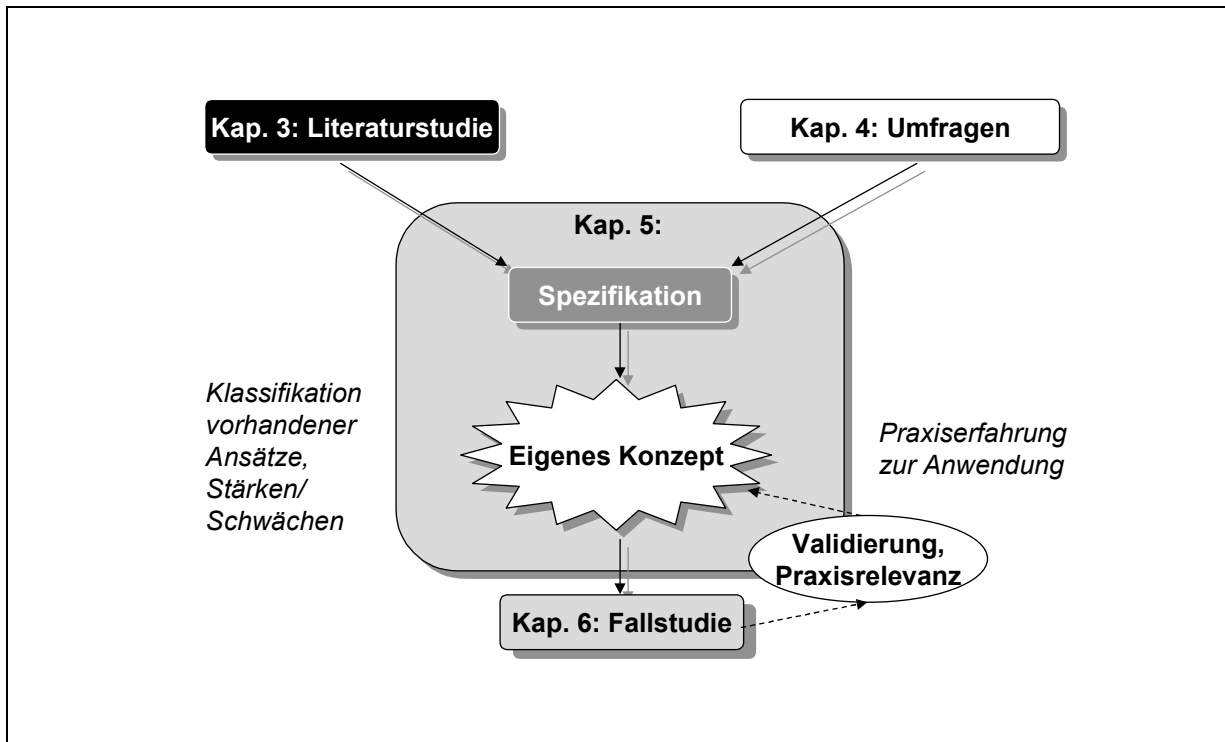 Kap. 3: Literaturstudie
Kap. 4: Umfragen
Kap. 5:
Spezifikation
Klassifikation
vorhandener
Ansätze,
Stärken/
Schwächen
Eigenes Konzept
Praxiserfahrung
zur Anwendung
Validierung,
Praxisrelevanz
Kap. 6: Fallstudie